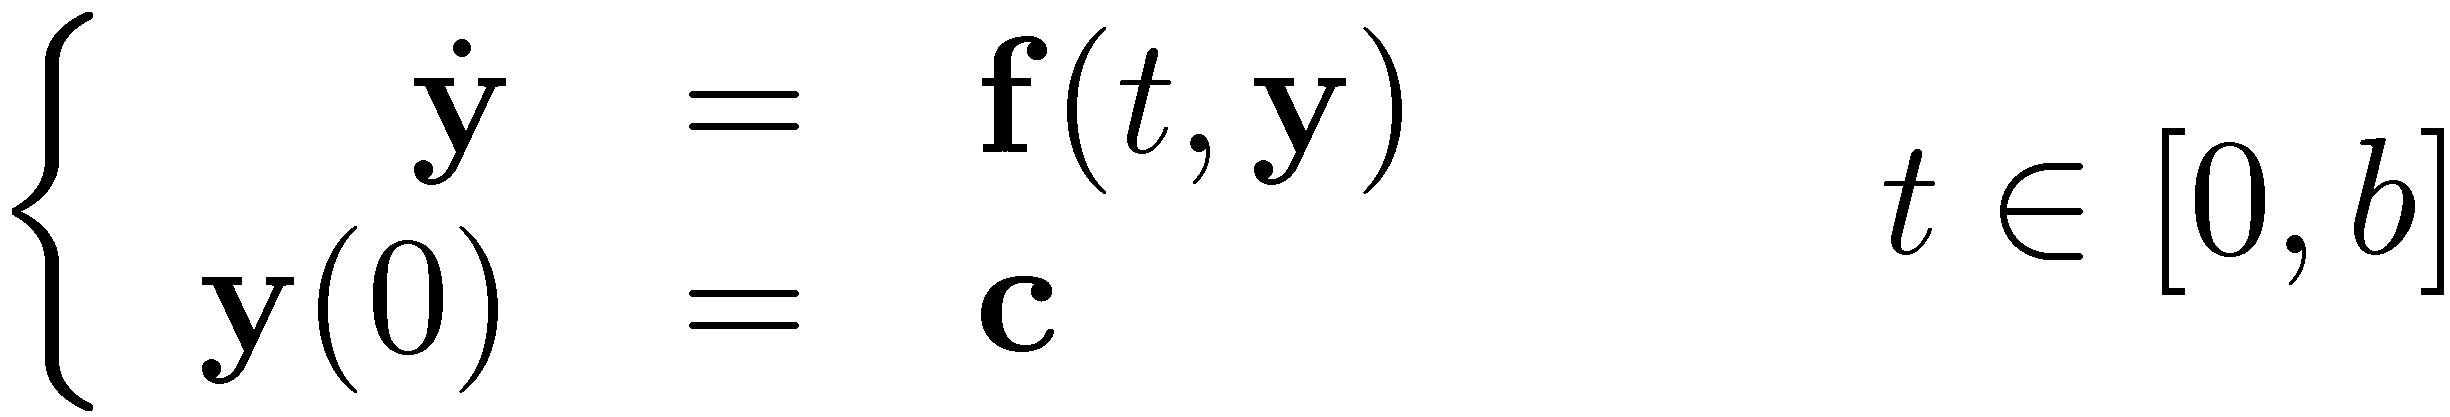 ẏ = f(t, y)
y(0) = c
t ∈ [0, b]